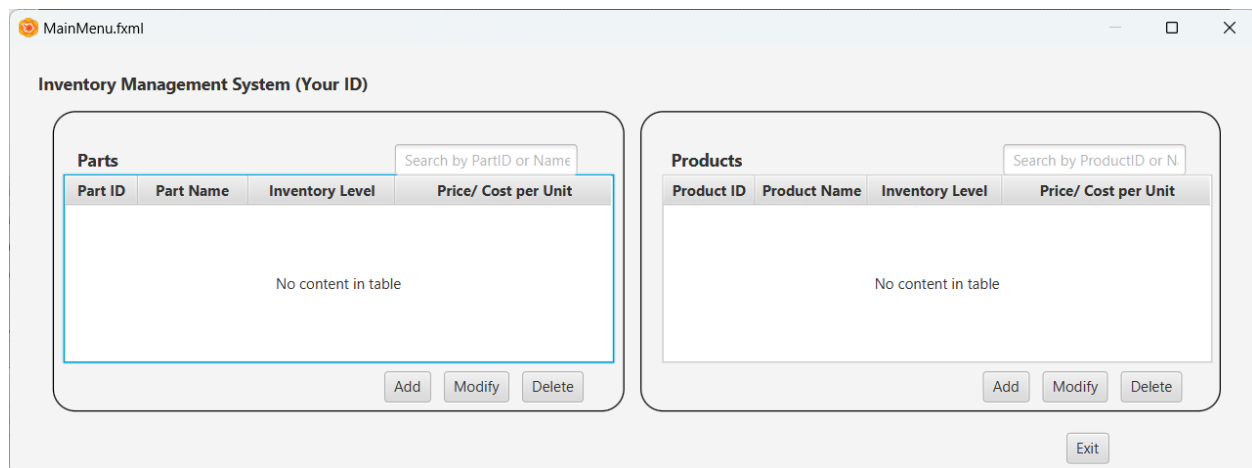 MainMenu.fxml
Inventory Management System (Your ID)
Parts
Search by PartID or Name
Part ID Part Name Inventory Level Price/ Cost per Unit
No content in table
Add Modify Delete
Products
Search by ProductID or N
Product ID Product Name Inventory Level Price/ Cost per Unit
No content in table
Add Modify Delete
Exit